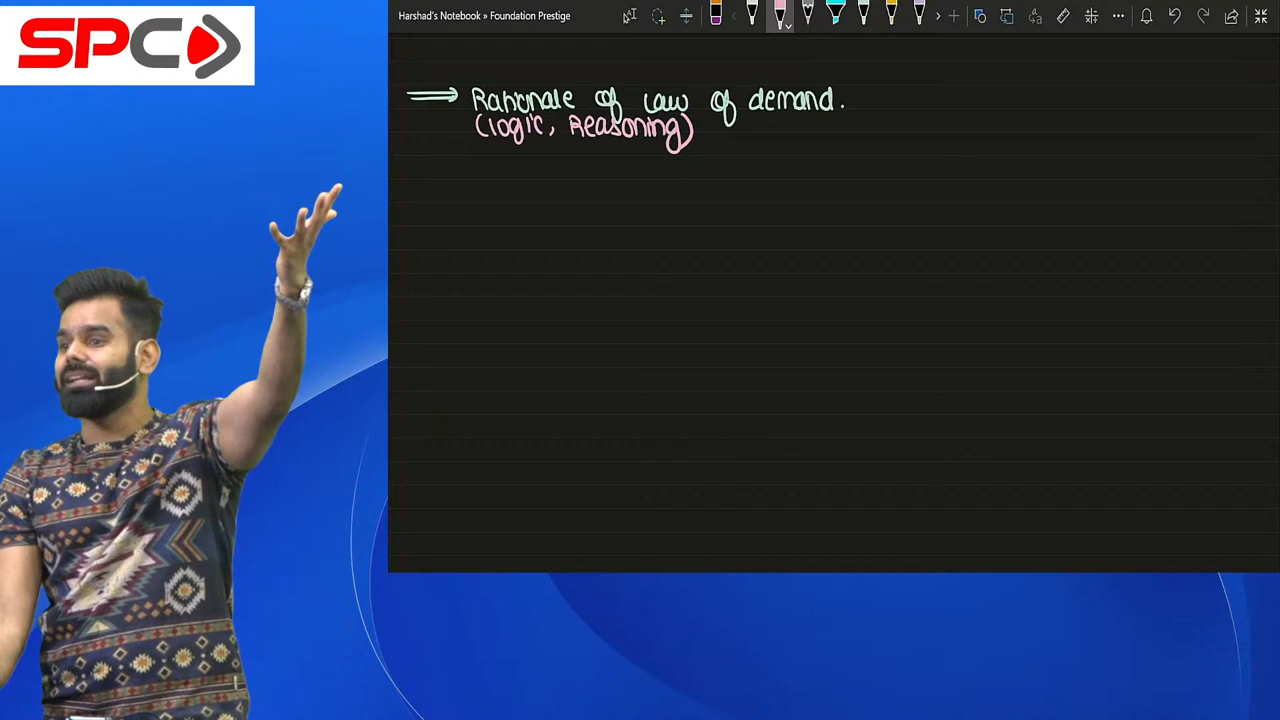 SPC
Harshad's Notebook » Foundation Prestige
⟹ Rationale of law of demand.
(logic, Reasoning)